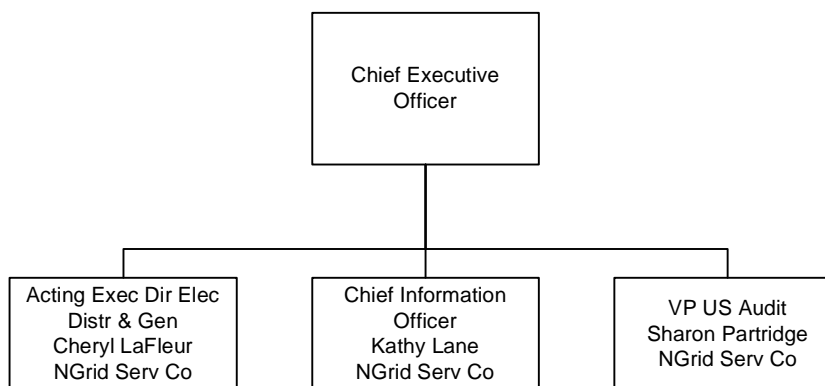 Chief Executive
Officer
Acting Exec Dir Elec
Distr & Gen
Cheryl LaFleur
NGrid Serv Co
Chief Information
Officer
Kathy Lane
NGrid Serv Co
VP US Audit
Sharon Partridge
NGrid Serv Co